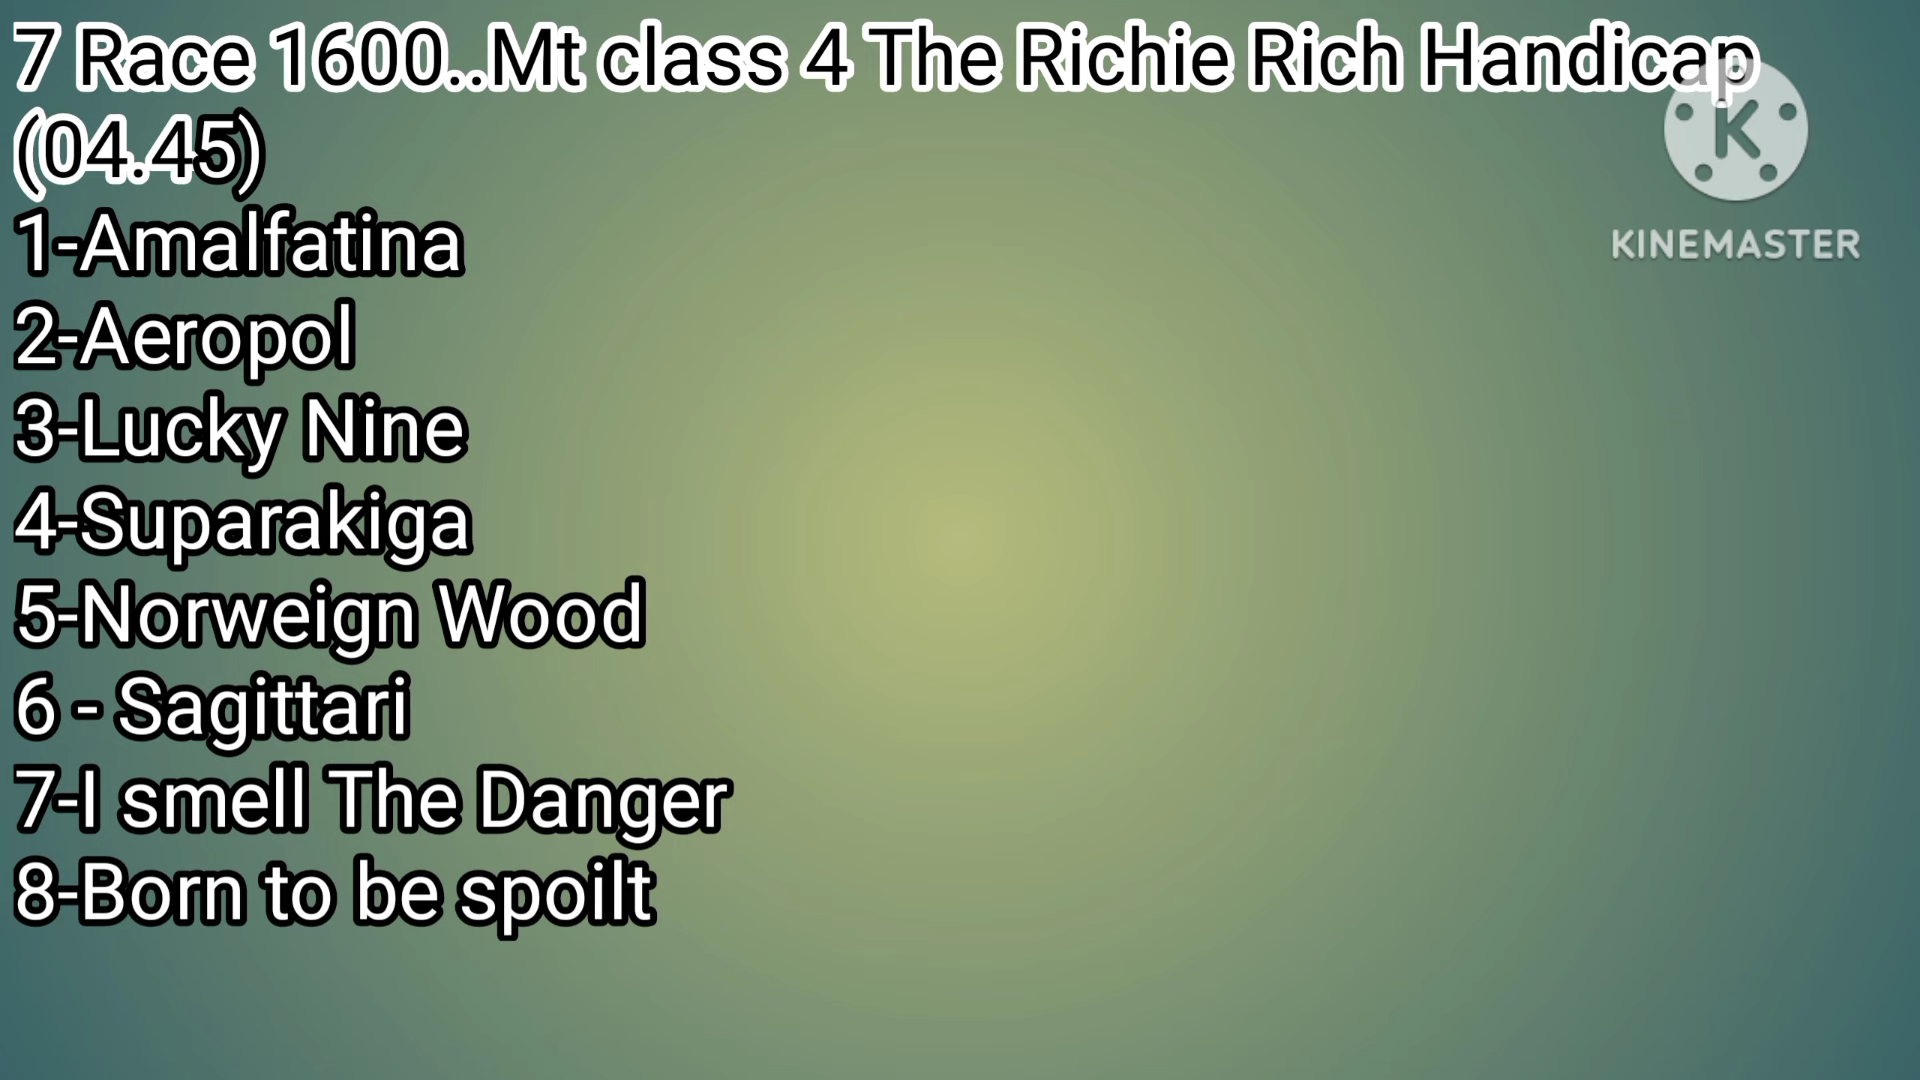 7 Race 1600..Mt class 4 The Richie Rich Handicap
(04.45)
1-Amalfatina
2-Aeropol
3-Lucky Nine
4-Suparakiga
5-Norweign Wood
6 - Sagittari
7-I smell The Danger
8-Born to be spoilt
K
KINEMASTER